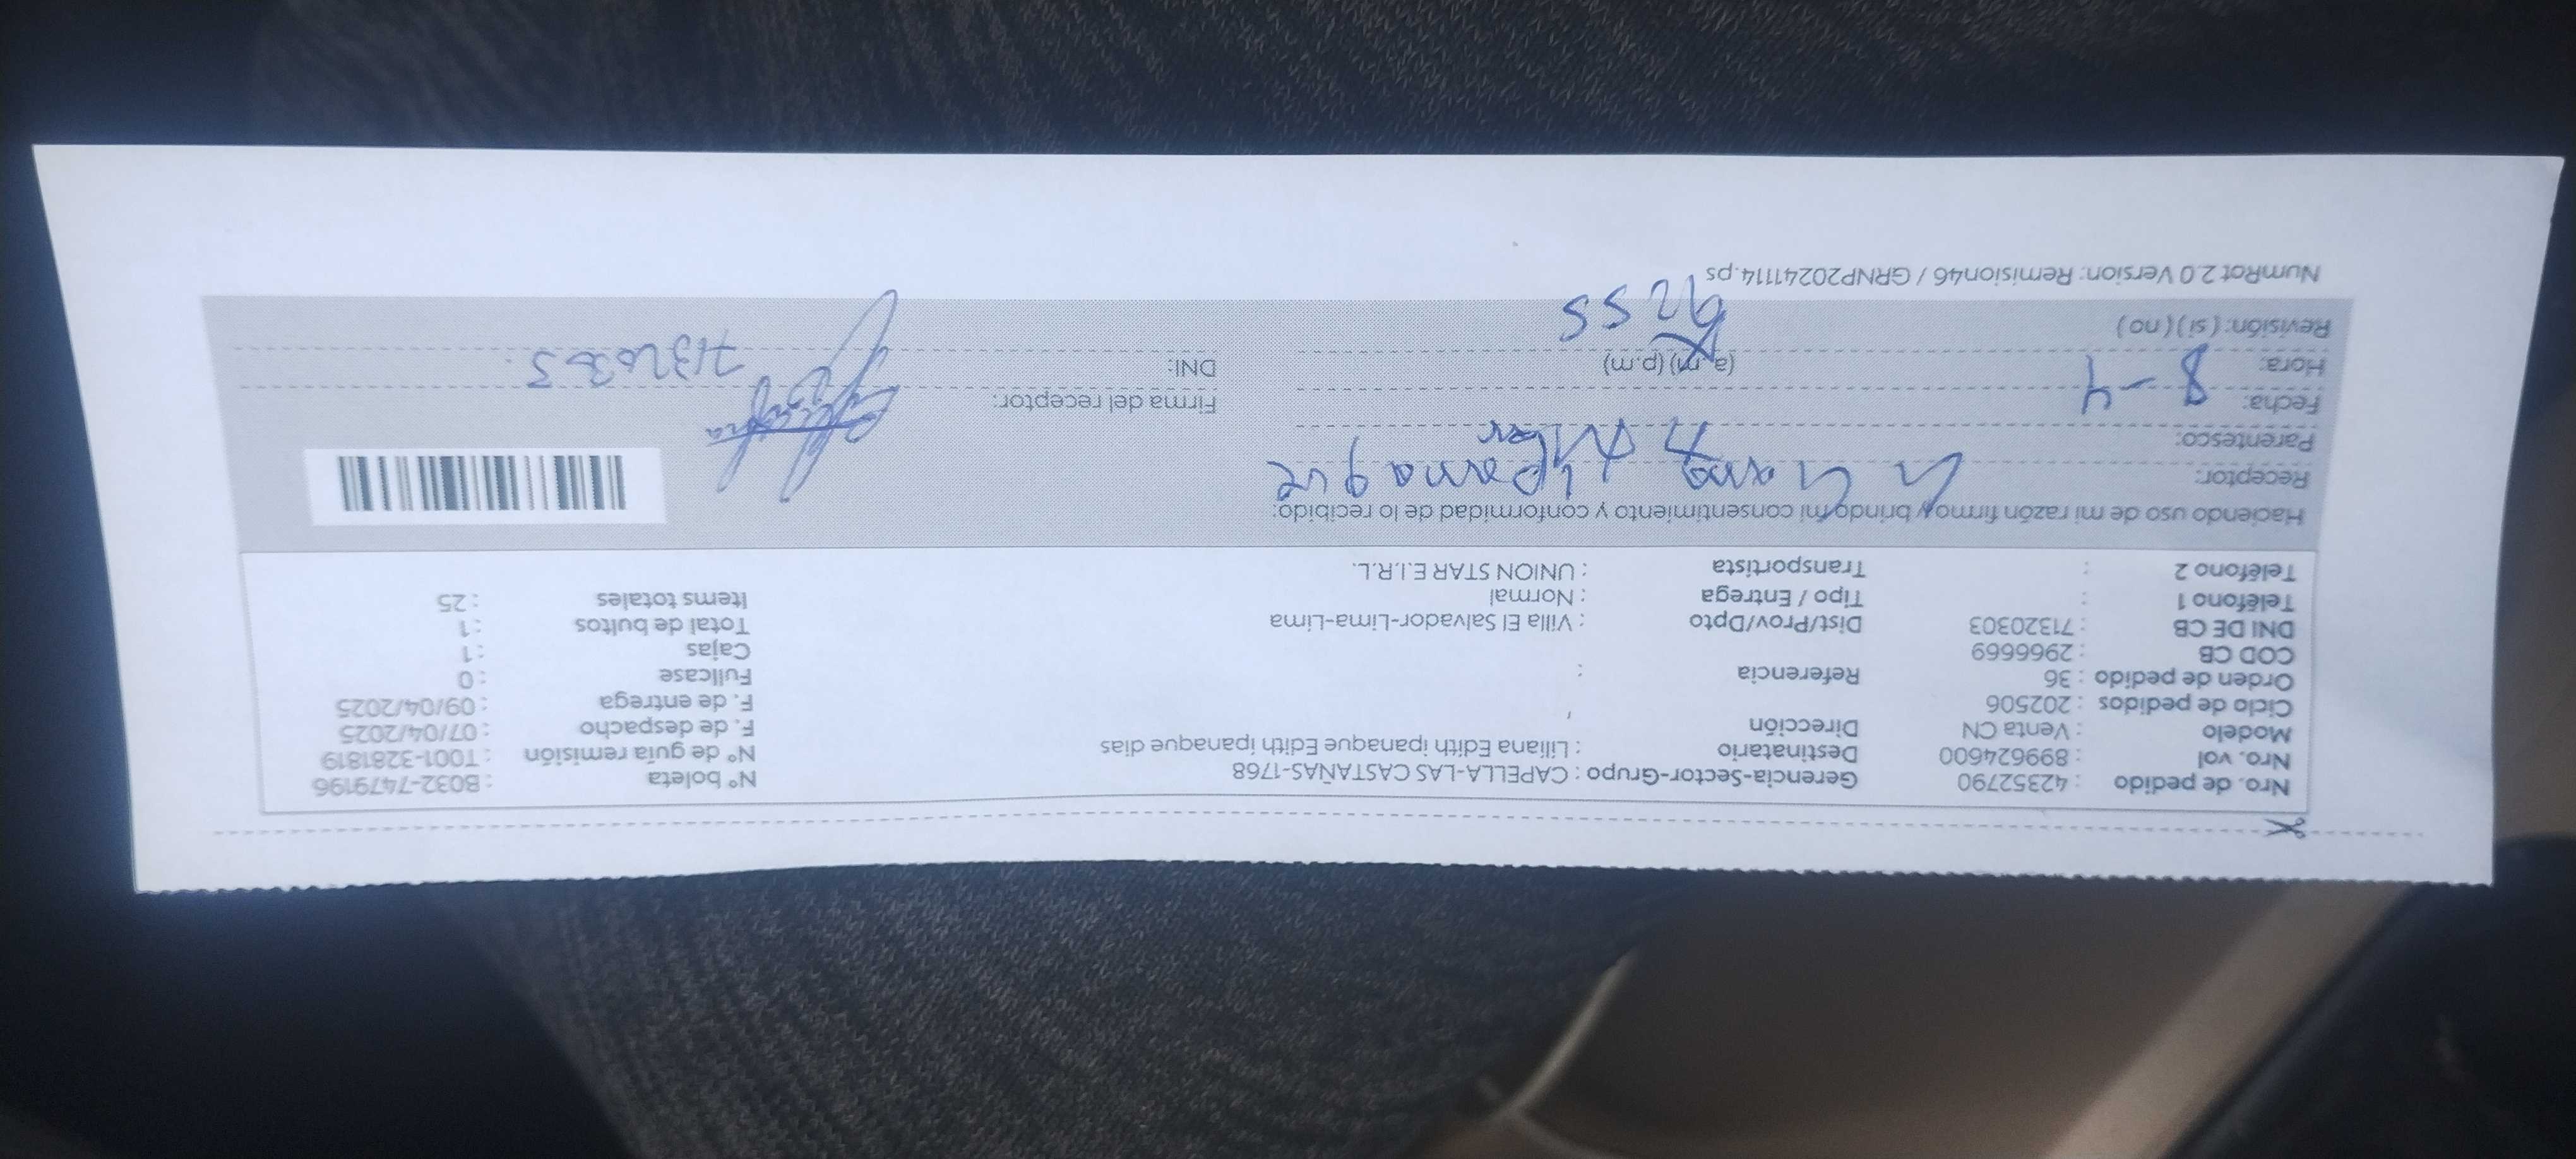 Nro. de pedido : 42352790 Gerencia-Sector-Grupo : CAPELLA-LAS CASTAÑAS-1768 N° boleta : B032-7479196
Nro. vol : 899624600 Destinatario : Liliana Edith ipanaque Edith ipanaque dias N° de guía remisión : T001-3281819
Modelo : Venta CN Dirección , F. de despacho : 07/04/2025
Ciclo de pedidos : 202506 F. de entrega : 09/04/2025
Orden de pedido : 36 Referencia : Fullcase : 0
COD CB : 2966669 Cajas : 1
DNI DE CB : 71320303 Dist/Prov/Dpto : Villa El Salvador-Lima-Lima Total de bultos : 1
Teléfono 1 : Tipo / Entrega : Normal Items totales : 25
Teléfono 2 : Transportista : UNION STAR E.I.R.L.
Haciendo uso de mi razón firmo y brindo mi consentimiento y conformidad de lo recibido:
Receptor: Liliana ipanaque
Parentesco:
Fecha: 8-4 Firma del receptor:
Hora: (a.m) (p.m) DNI:
Revisión: (si) (no)
NumRot 2.0 Version: Remision46 / GRNP20241114.ps